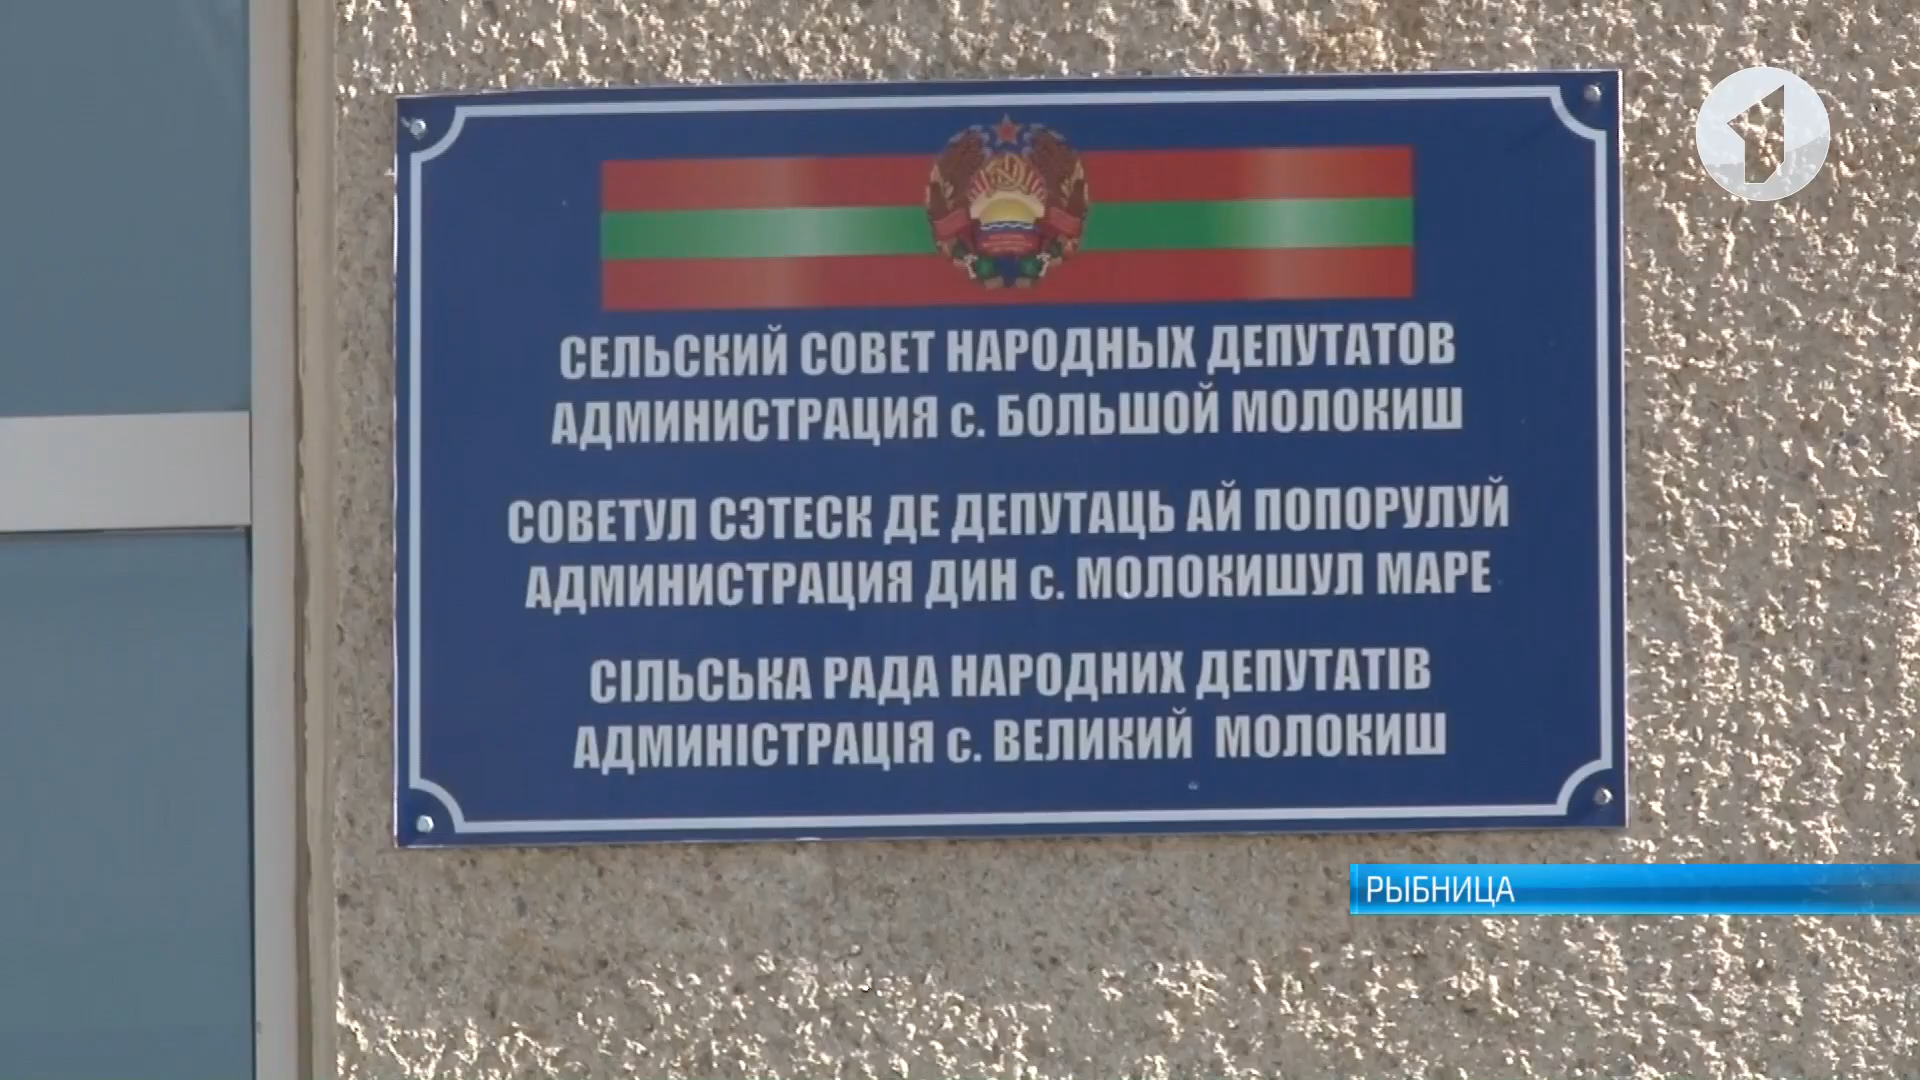 СЕЛЬСКИЙ СОВЕТ НАРОДНЫХ ДЕПУТАТОВ
АДМИНИСТРАЦИЯ с. БОЛЬШОЙ МОЛОКИШ
СОВЕТУЛ СЭТЕСК ДЕ ДЕПУТАЦЬ АЙ ПОПОРУЛУЙ
АДМИНИСТРАЦИЯ ДИН с. МОЛОКИШУЛ МАРЕ
СІЛЬСЬКА РАДА НАРОДНИХ ДЕПУТАТІВ
АДМИНІСТРАЦІЯ с. ВЕЛИКИЙ МОЛОКИШ
РЫБНИЦА